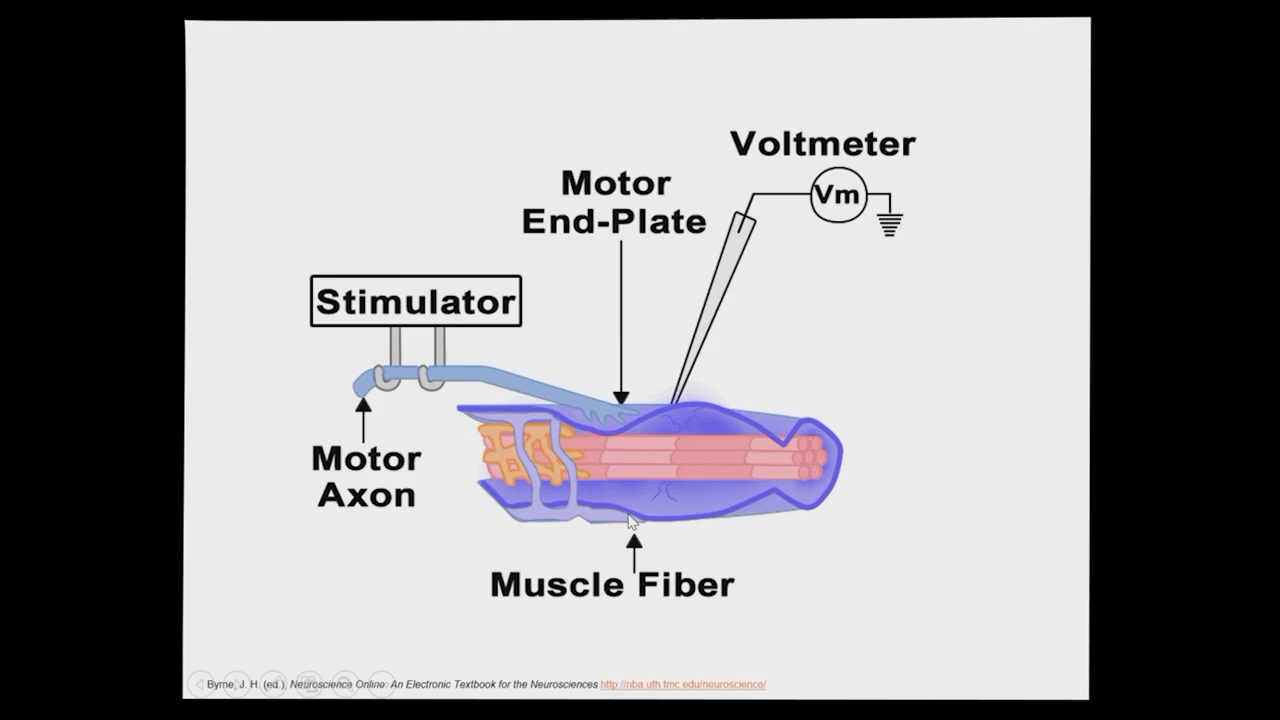 Voltmeter
Vm
Motor
End-Plate
Stimulator
Motor
Axon
Muscle Fiber
Byrne, J. H. (ed.), Neuroscience Online: An Electronic Textbook for the Neurosciences http://nba.uth.tmc.edu/neuroscience/